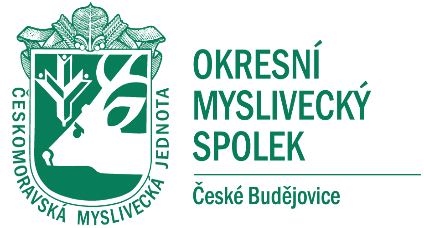 ČESKOMORAVSKÁ MYSLIVECKÁ JEDNOTA
OKRESNÍ
MYSLIVECKÝ
SPOLEK
České Budějovice